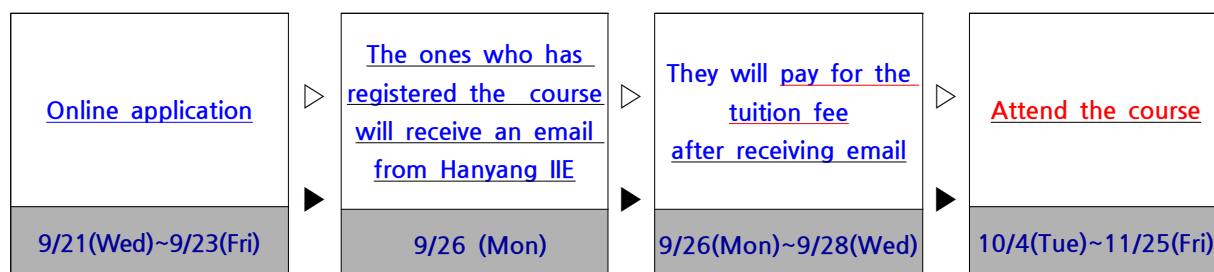 Online application
9/21(Wed)~9/23(Fri)
The ones who has
registered the course
will receive an email
from Hanyang IIE
9/26 (Mon)
They will pay for the
tuition fee
after receiving email
9/26(Mon)~9/28(Wed)
Attend the course
10/4(Tue)~11/25(Fri)